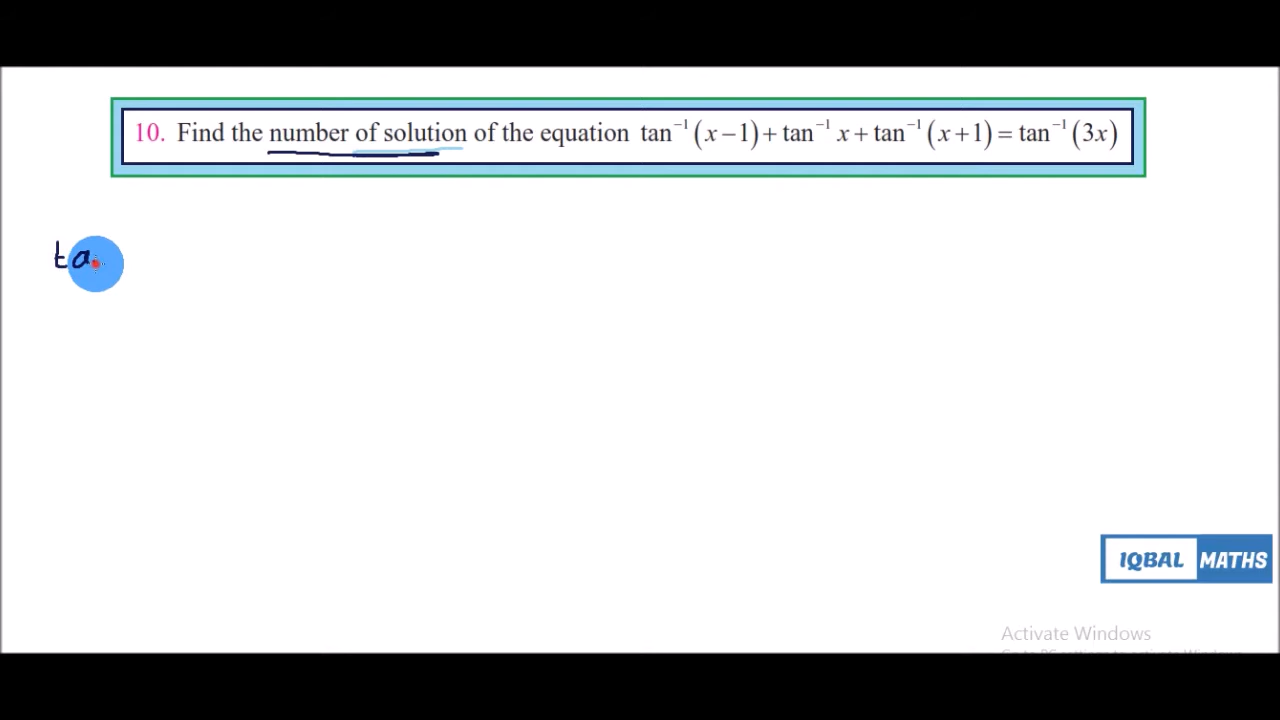 10. Find the number of solution of the equation tan⁻¹(x−1)+tan⁻¹ x+tan⁻¹(x+1)=tan⁻¹(3x)
ta
IQBAL MATHS
Activate Windows